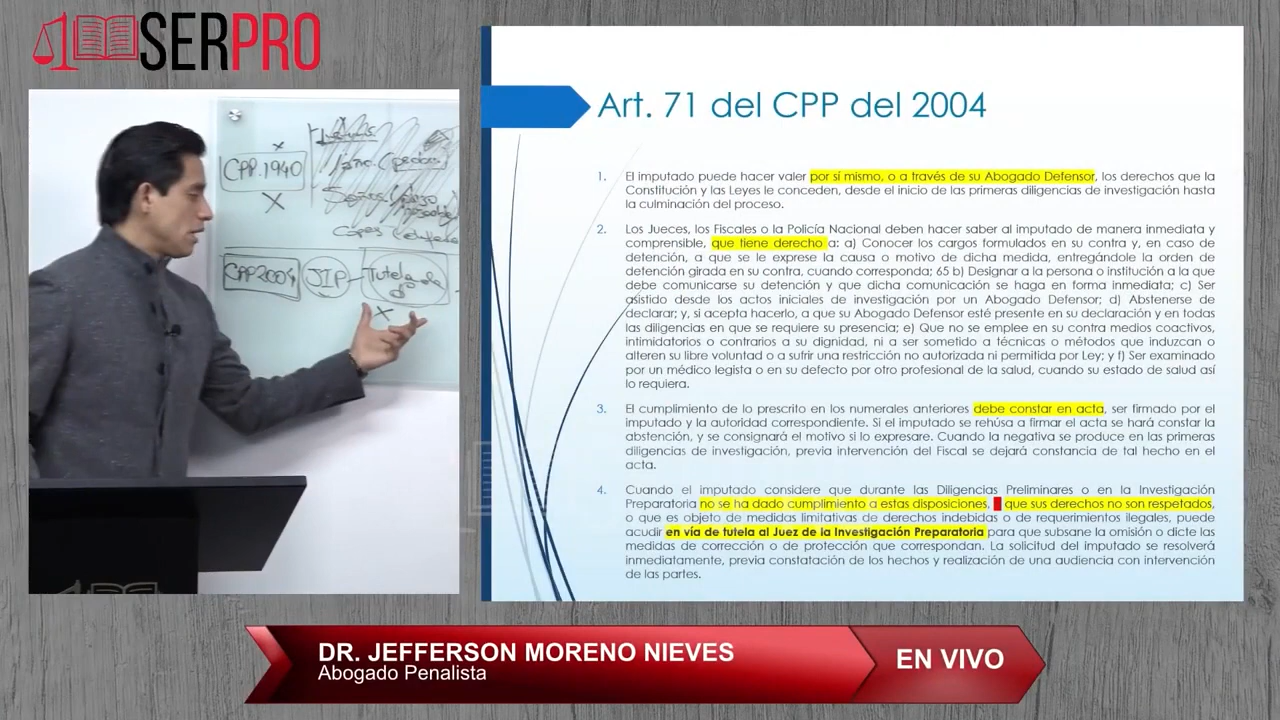 SERPRO
CPP.1940
CPP2004
JIP
Tutela de
Art. 71 del CPP del 2004
1. El imputado puede hacer valer por sí mismo, o a través de su Abogado Defensor, los derechos que la
Constitución y las Leyes le conceden, desde el inicio de las primeras diligencias de investigación hasta
la culminación del proceso.
2. Los Jueces, los Fiscales o la Policía Nacional deben hacer saber al imputado de manera inmediata y
comprensible, que tiene derecho a: a) Conocer los cargos formulados en su contra y, en caso de
detención, a que se le exprese la causa o motivo de dicha medida, entregándole la orden de
detención girada en su contra, cuando corresponda; 65 b) Designar a la persona o institución a la que
debe comunicarse su detención y que dicha comunicación se haga en forma inmediata; c) Ser
asistido desde los actos iniciales de investigación por un Abogado Defensor; d) Abstenerse de
declarar; y, si acepta hacerlo, a que su Abogado Defensor esté presente en su declaración y en todas
las diligencias en que se requiere su presencia; e) Que no se emplee en su contra medios coactivos,
intimidatorios o contrarios a su dignidad, ni a ser sometido a técnicas o métodos que induzcan o
alteren su libre voluntad o a sufrir una restricción no autorizada ni permitida por Ley; y f) Ser examinado
por un médico legista o en su defecto por otro profesional de la salud, cuando su estado de salud así
lo requiera.
3. El cumplimiento de lo prescrito en los numerales anteriores debe constar en acta, ser firmado por el
imputado y la autoridad correspondiente. Si el imputado se rehúsa a firmar el acta se hará constar la
abstención, y se consignará el motivo si lo expresare. Cuando la negativa se produce en las primeras
diligencias de investigación, previa intervención del Fiscal se dejará constancia de tal hecho en el
acta.
4. Cuando el imputado considere que durante las Diligencias Preliminares o en la Investigación
Preparatoria no se ha dado cumplimiento a estas disposiciones, que sus derechos no son respetados,
o que es objeto de medidas limitativas de derechos indebidas o de requerimientos ilegales, puede
acudir en vía de tutela al Juez de la Investigación Preparatoria para que subsane la omisión o dicte las
medidas de corrección o de protección que correspondan. La solicitud del imputado se resolverá
inmediatamente, previa constatación de los hechos y realización de una audiencia con intervención
de las partes.
DR. JEFFERSON MORENO NIEVES
Abogado Penalista
EN VIVO